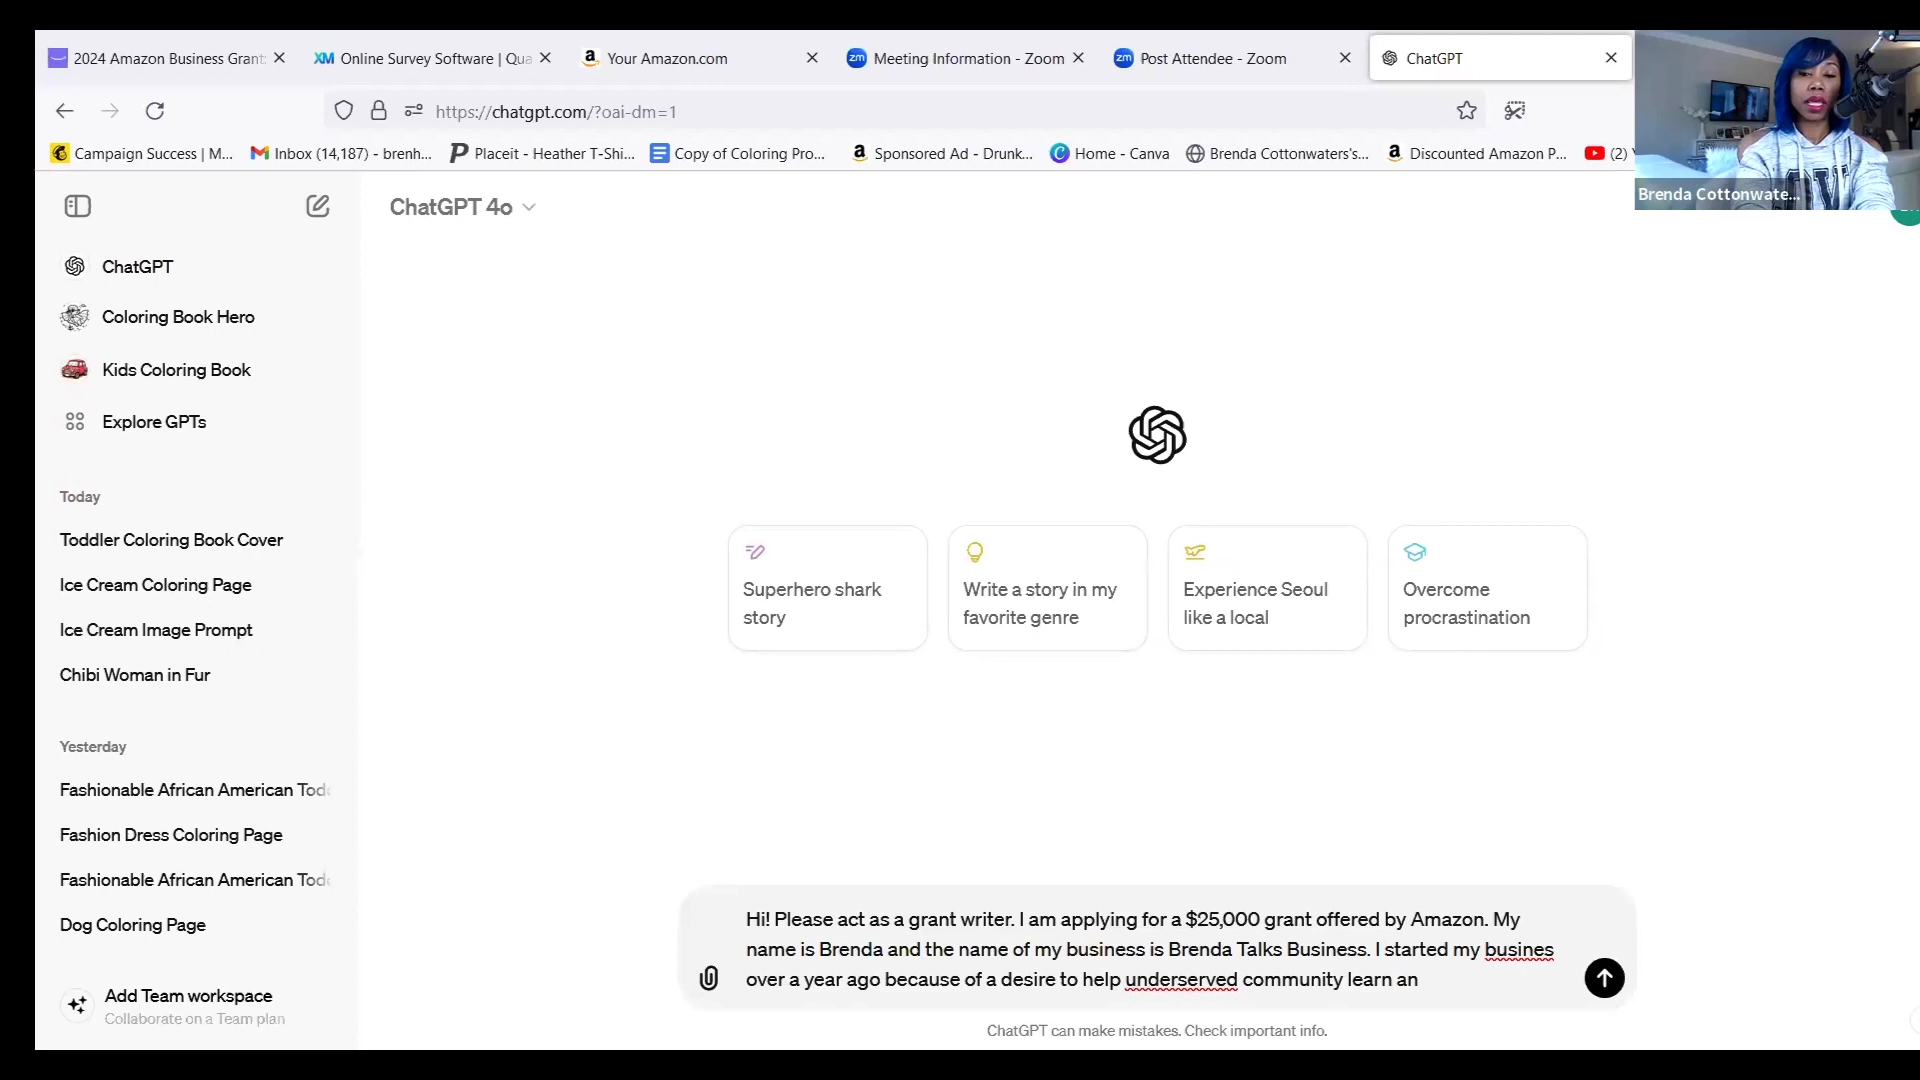 2024 Amazon Business Grant
XM Online Survey Software | Qua
a Your Amazon.com
zm Meeting Information - Zoom
zm Post Attendee - Zoom
ChatGPT
https://chatgpt.com/?oai-dm=1
Campaign Success | M...
Inbox (14,187) - brenh...
Placeit - Heather T-Shi...
Copy of Coloring Pro...
a Sponsored Ad - Drunk...
Home - Canva
Brenda Cottonwaters's...
a Discounted Amazon P...
(2)
Brenda Cottonwate...
ChatGPT 4o
ChatGPT
Coloring Book Hero
Kids Coloring Book
Explore GPTs
Today
Toddler Coloring Book Cover
Ice Cream Coloring Page
Ice Cream Image Prompt
Chibi Woman in Fur
Yesterday
Fashionable African American Todd
Fashion Dress Coloring Page
Fashionable African American Todd
Dog Coloring Page
Add Team workspace
Collaborate on a Team plan
Superhero shark
story
Write a story in my
favorite genre
Experience Seoul
like a local
Overcome
procrastination
Hi! Please act as a grant writer. I am applying for a $25,000 grant offered by Amazon. My
name is Brenda and the name of my business is Brenda Talks Business. I started my busines
over a year ago because of a desire to help underserved community learn an
ChatGPT can make mistakes. Check important info.